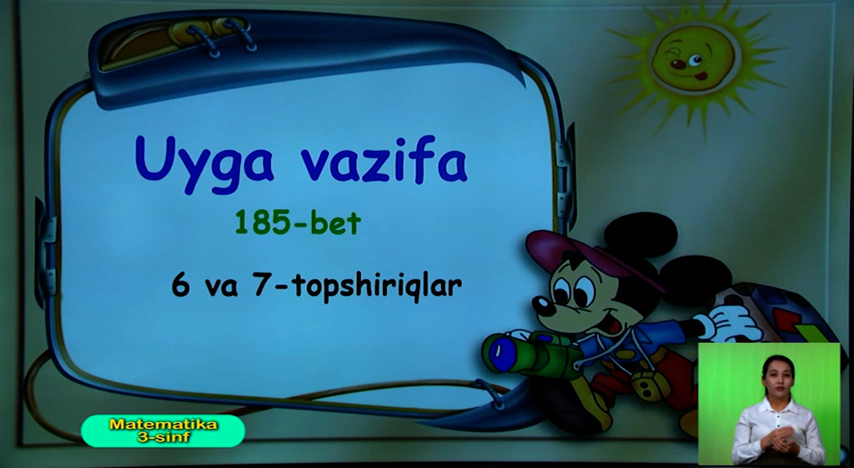 Uyga vazifa
185-bet
6 va 7-topshiriqlar
Matematika
3-sinf